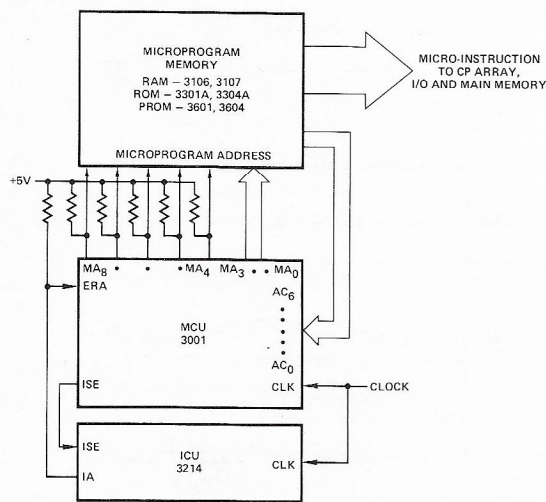 MICROPROGRAM
MEMORY
RAM – 3106, 3107
ROM – 3301A, 3304A
PROM – 3601, 3604
MICROPROGRAM ADDRESS
MICRO-INSTRUCTION
TO CP ARRAY,
I/O AND MAIN MEMORY
+5V
MA8 • • MA4 MA3 • • MA0
ERA
AC6
MCU
3001
AC0
ISE CLK
CLOCK
ISE
ICU
3214
CLK
IA